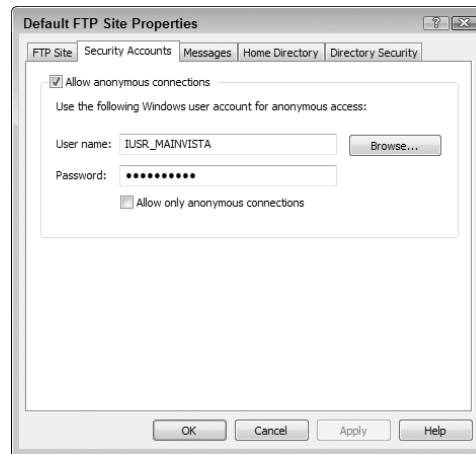 Default FTP Site Properties
FTP Site Security Accounts Messages Home Directory Directory Security
Allow anonymous connections
Use the following Windows user account for anonymous access:
User name: IUSR_MAINVISTA Browse...
Password: ●●●●●●●●●●
Allow only anonymous connections
OK Cancel Apply Help